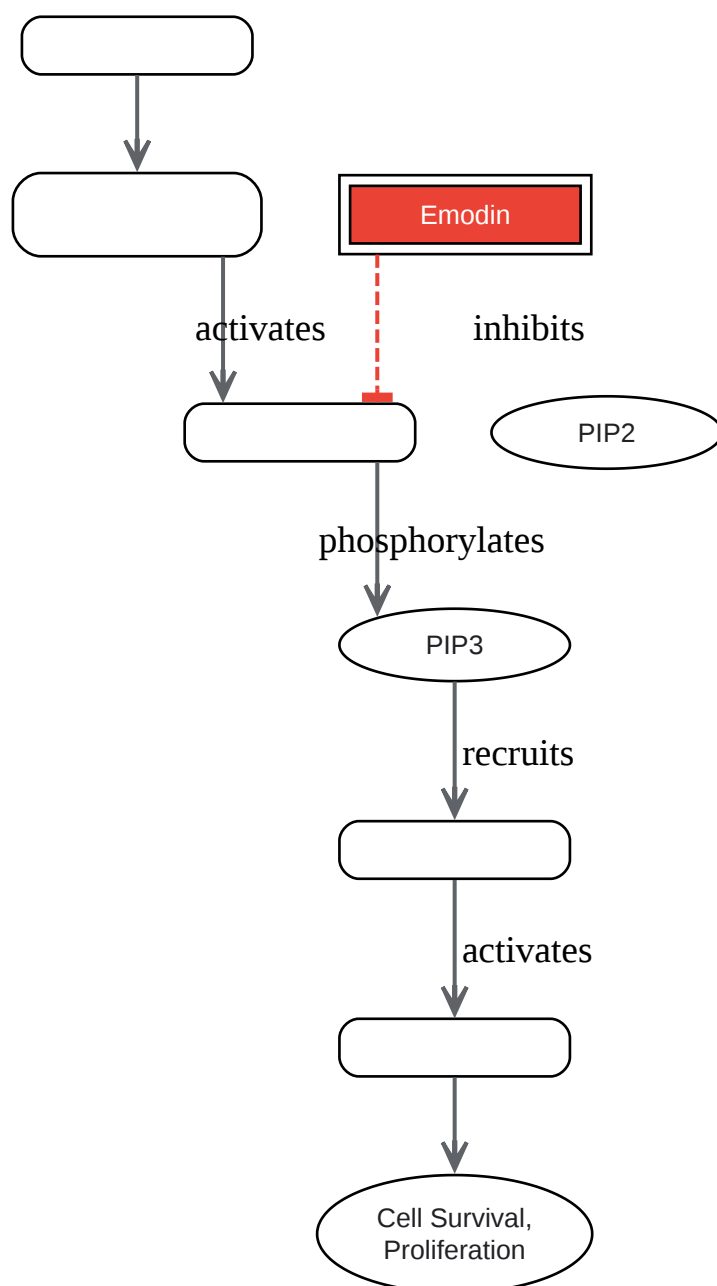 Emodin
activates
inhibits
PIP2
phosphorylates
PIP3
recruits
activates
Cell Survival,
Proliferation